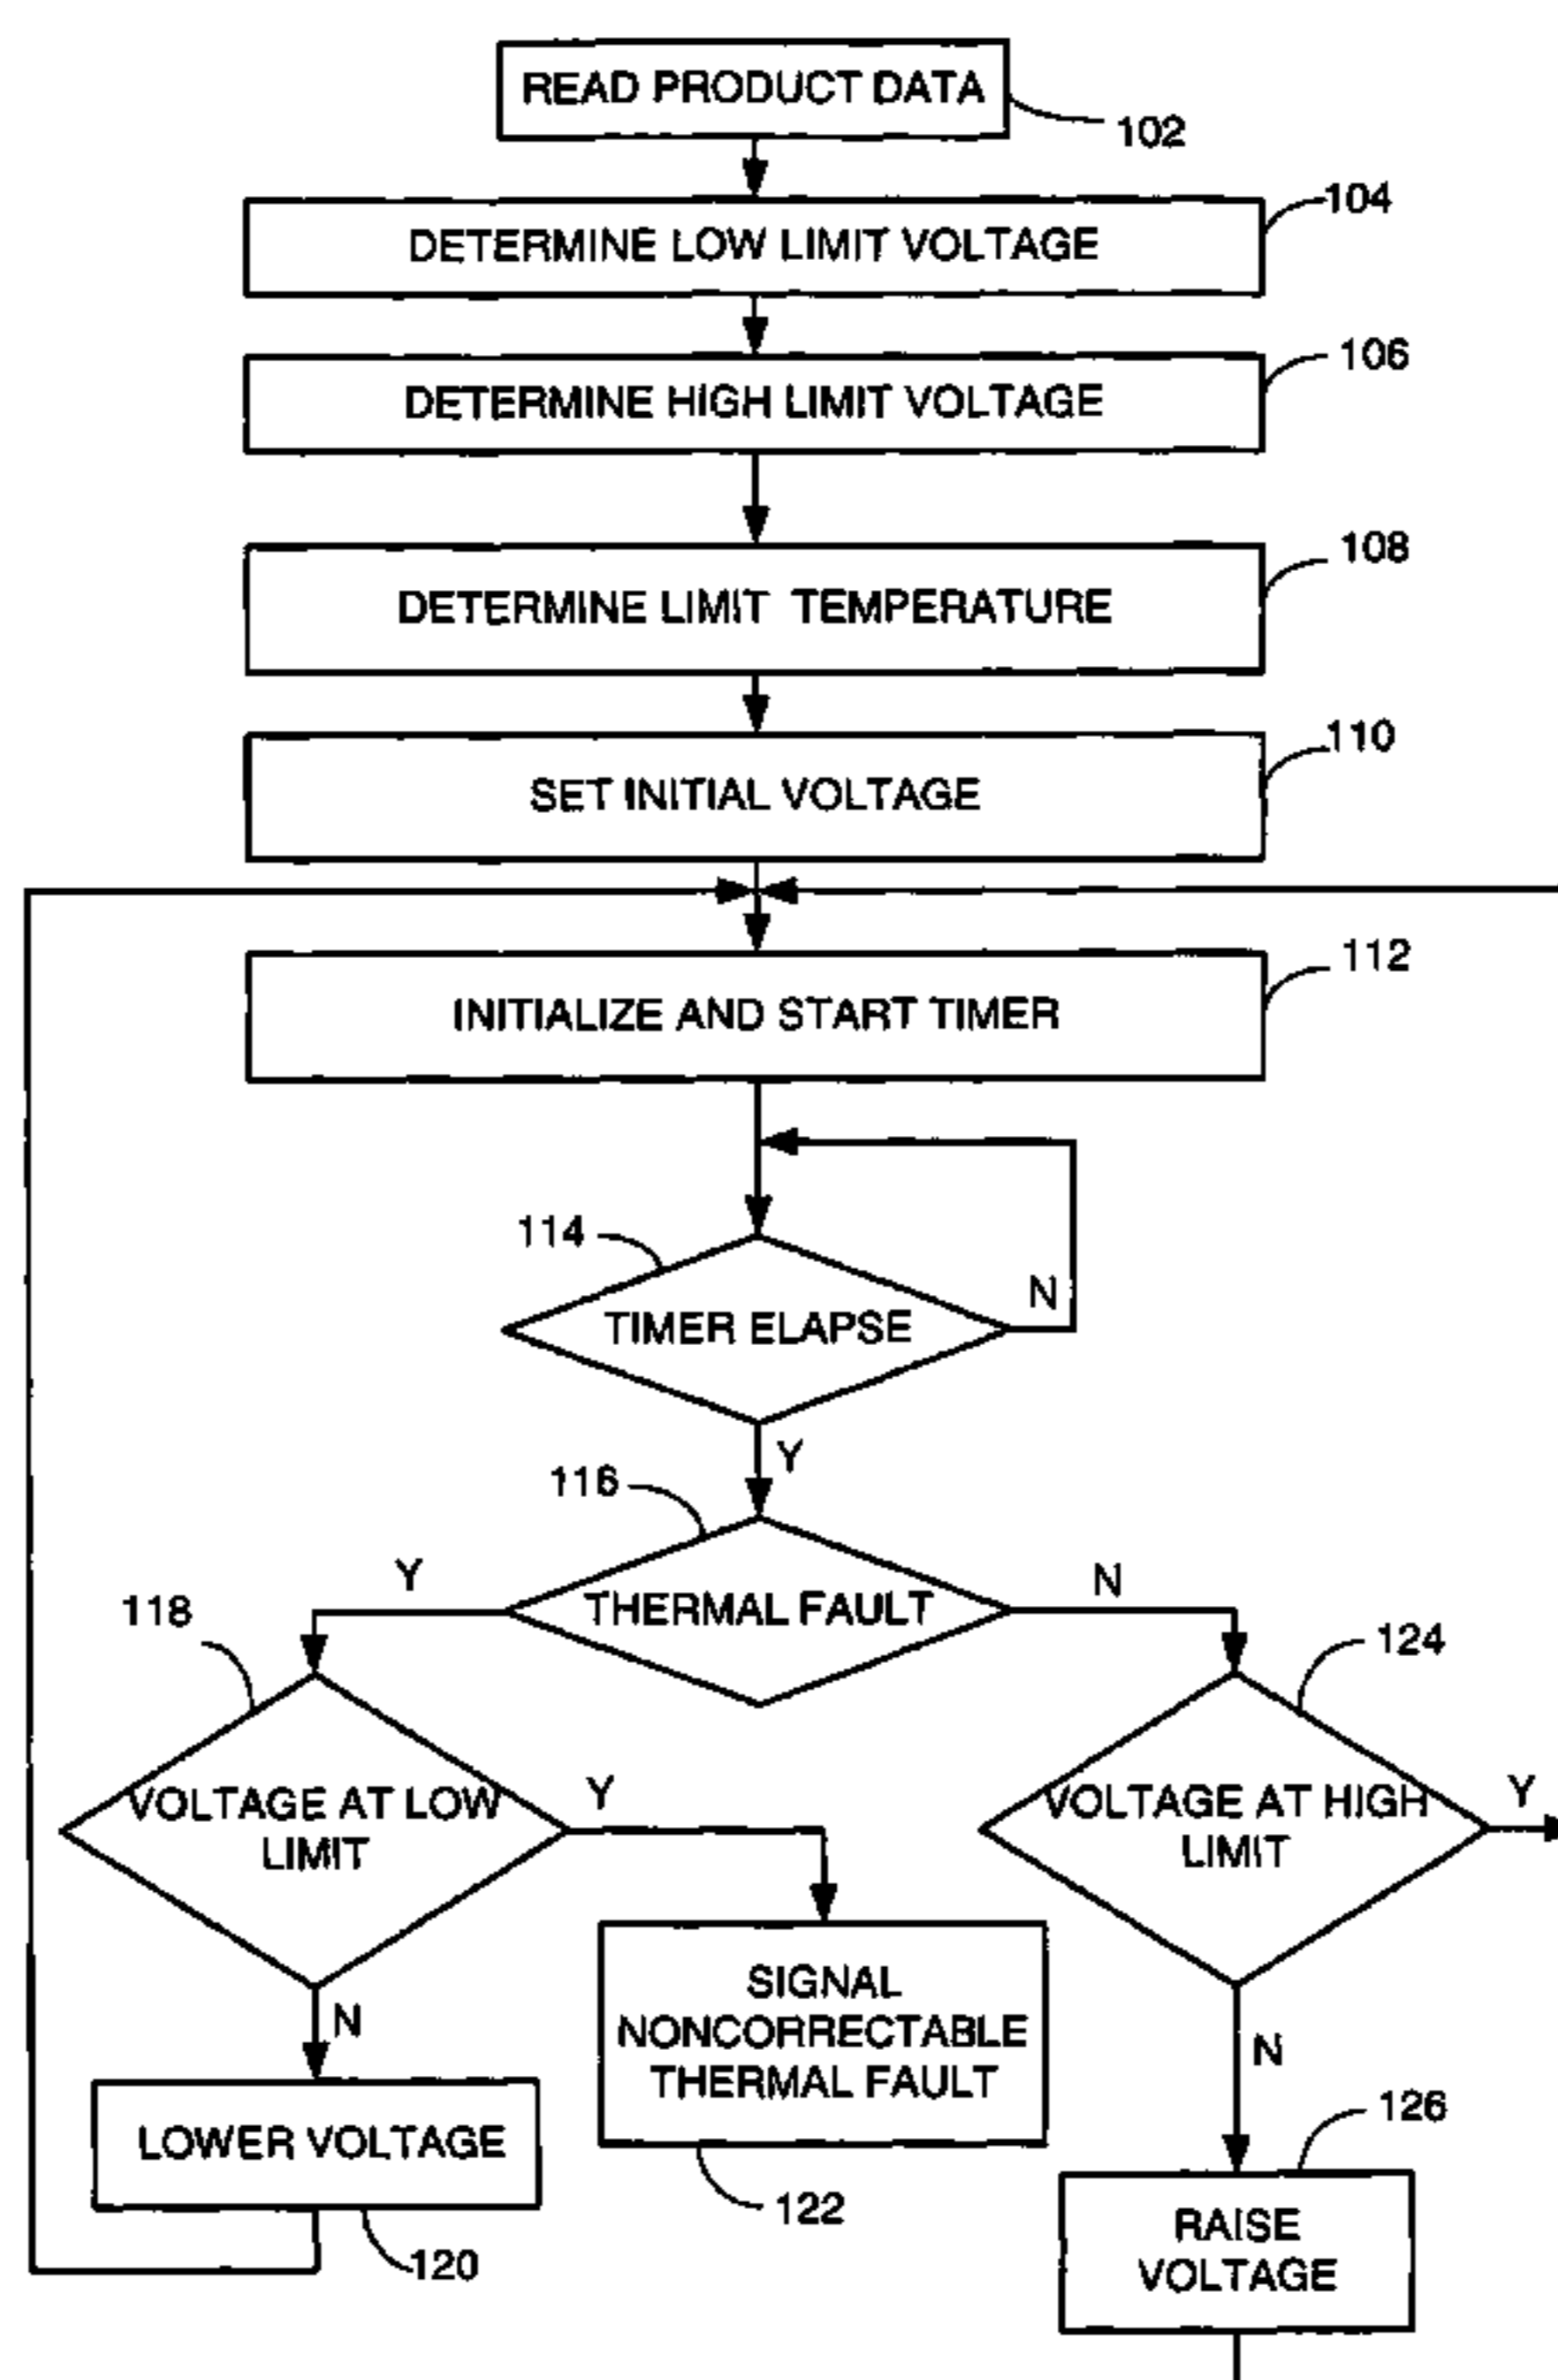 READ PRODUCT DATA
102
DETERMINE LOW LIMIT VOLTAGE
104
DETERMINE HIGH LIMIT VOLTAGE
106
DETERMINE LIMIT TEMPERATURE
108
SET INITIAL VOLTAGE
110
INITIALIZE AND START TIMER
112
114
TIMER ELAPSE
N
Y
116
THERMAL FAULT
Y
N
118
VOLTAGE AT LOW
LIMIT
Y
N
124
VOLTAGE AT HIGH
LIMIT
Y
N
SIGNAL
NONCORRECTABLE
THERMAL FAULT
122
LOWER VOLTAGE
120
126
RAISE
VOLTAGE